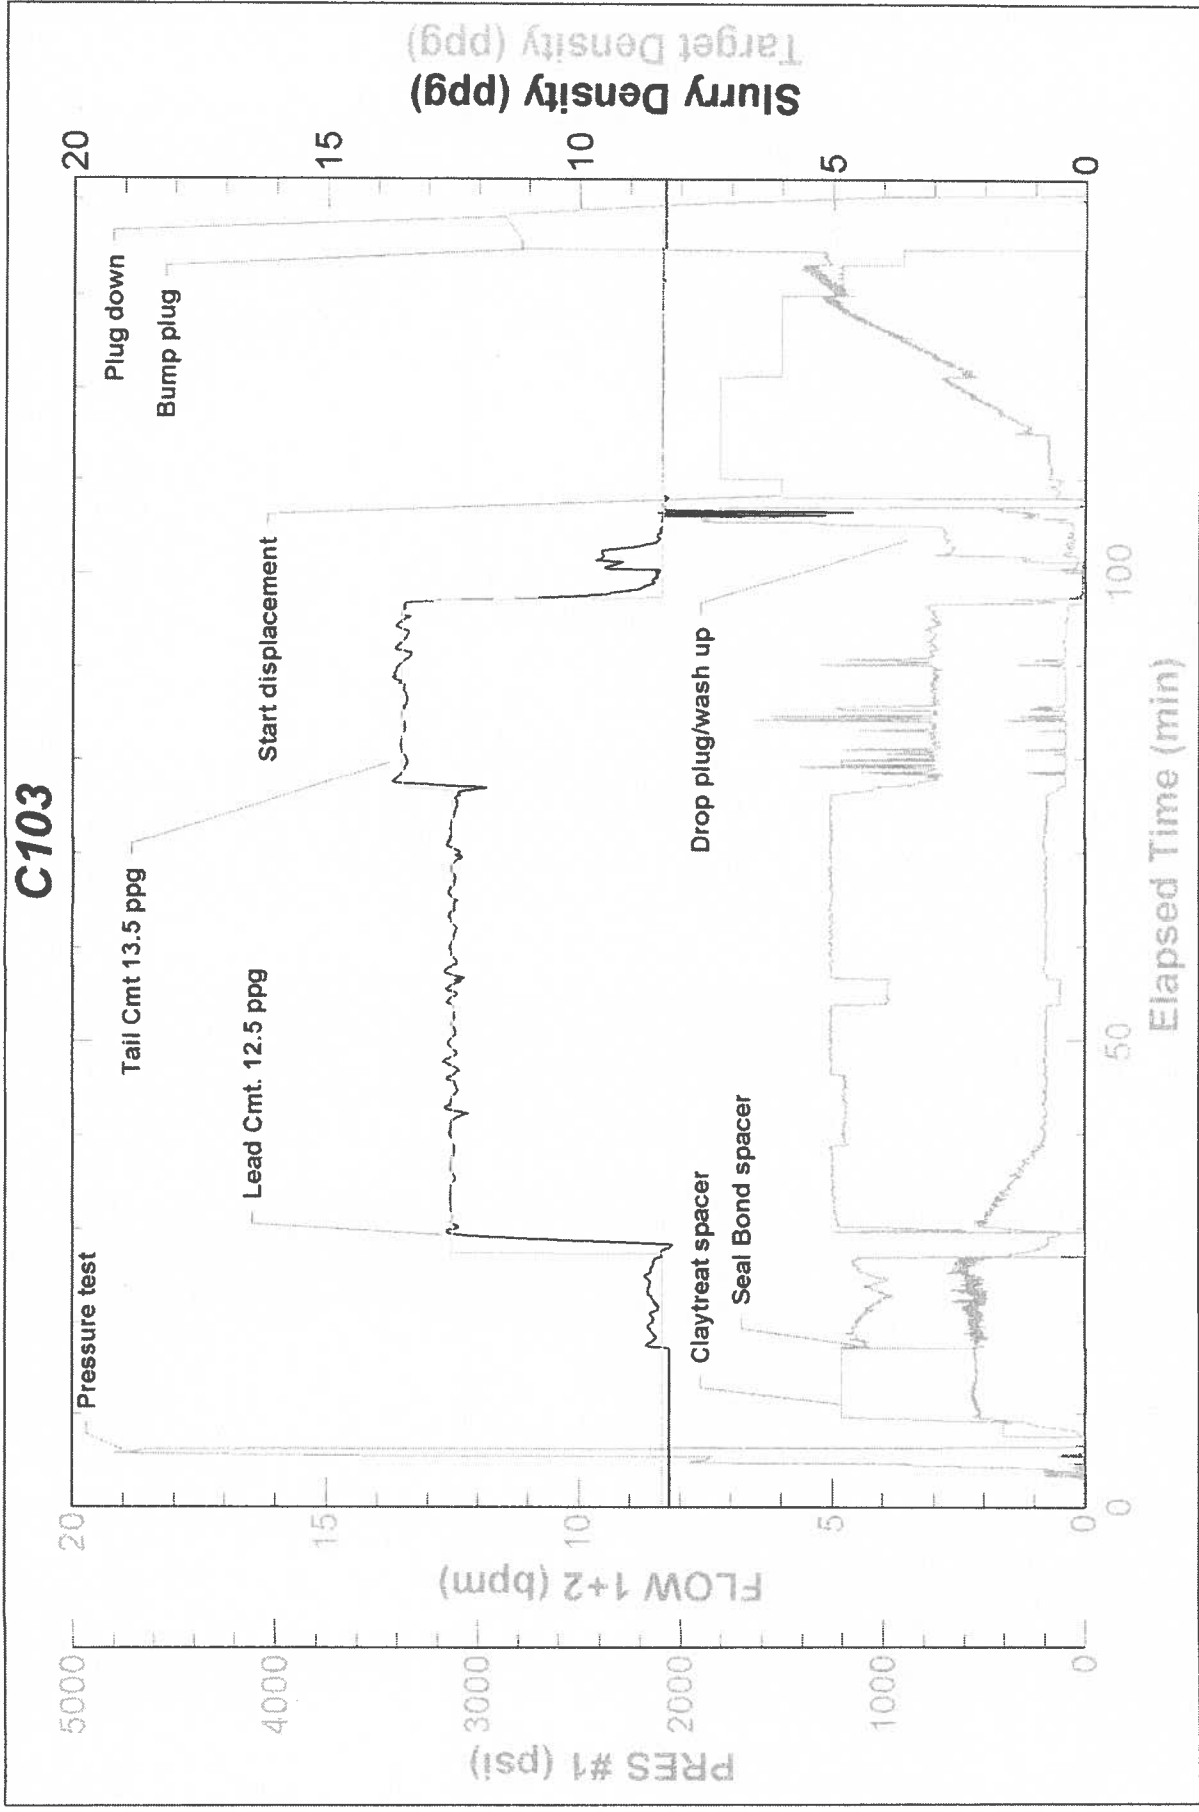 C103
Pressure test
Lead Cmt. 12.5 ppg
Tail Cmt 13.5 ppg
Start displacement
Bump plug
Plug down
Claytreat spacer
Seal Bond spacer
Drop plug/wash up
PRES #1 (psi)
5000
4000
3000
2000
1000
0
FLOW 1+2 (bpm)
20
15
10
5
0
Slurry Density (ppg)
Target Density (ppg)
20
15
10
5
0
0
50
100
Elapsed Time (min)